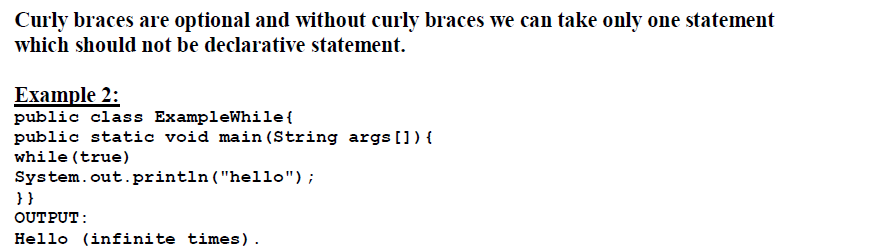 Curly braces are optional and without curly braces we can take only one statement
which should not be declarative statement.
Example 2:
public class ExampleWhile{
public static void main(String args[]){
while(true)
System.out.println("hello");
}}
OUTPUT:
Hello (infinite times).